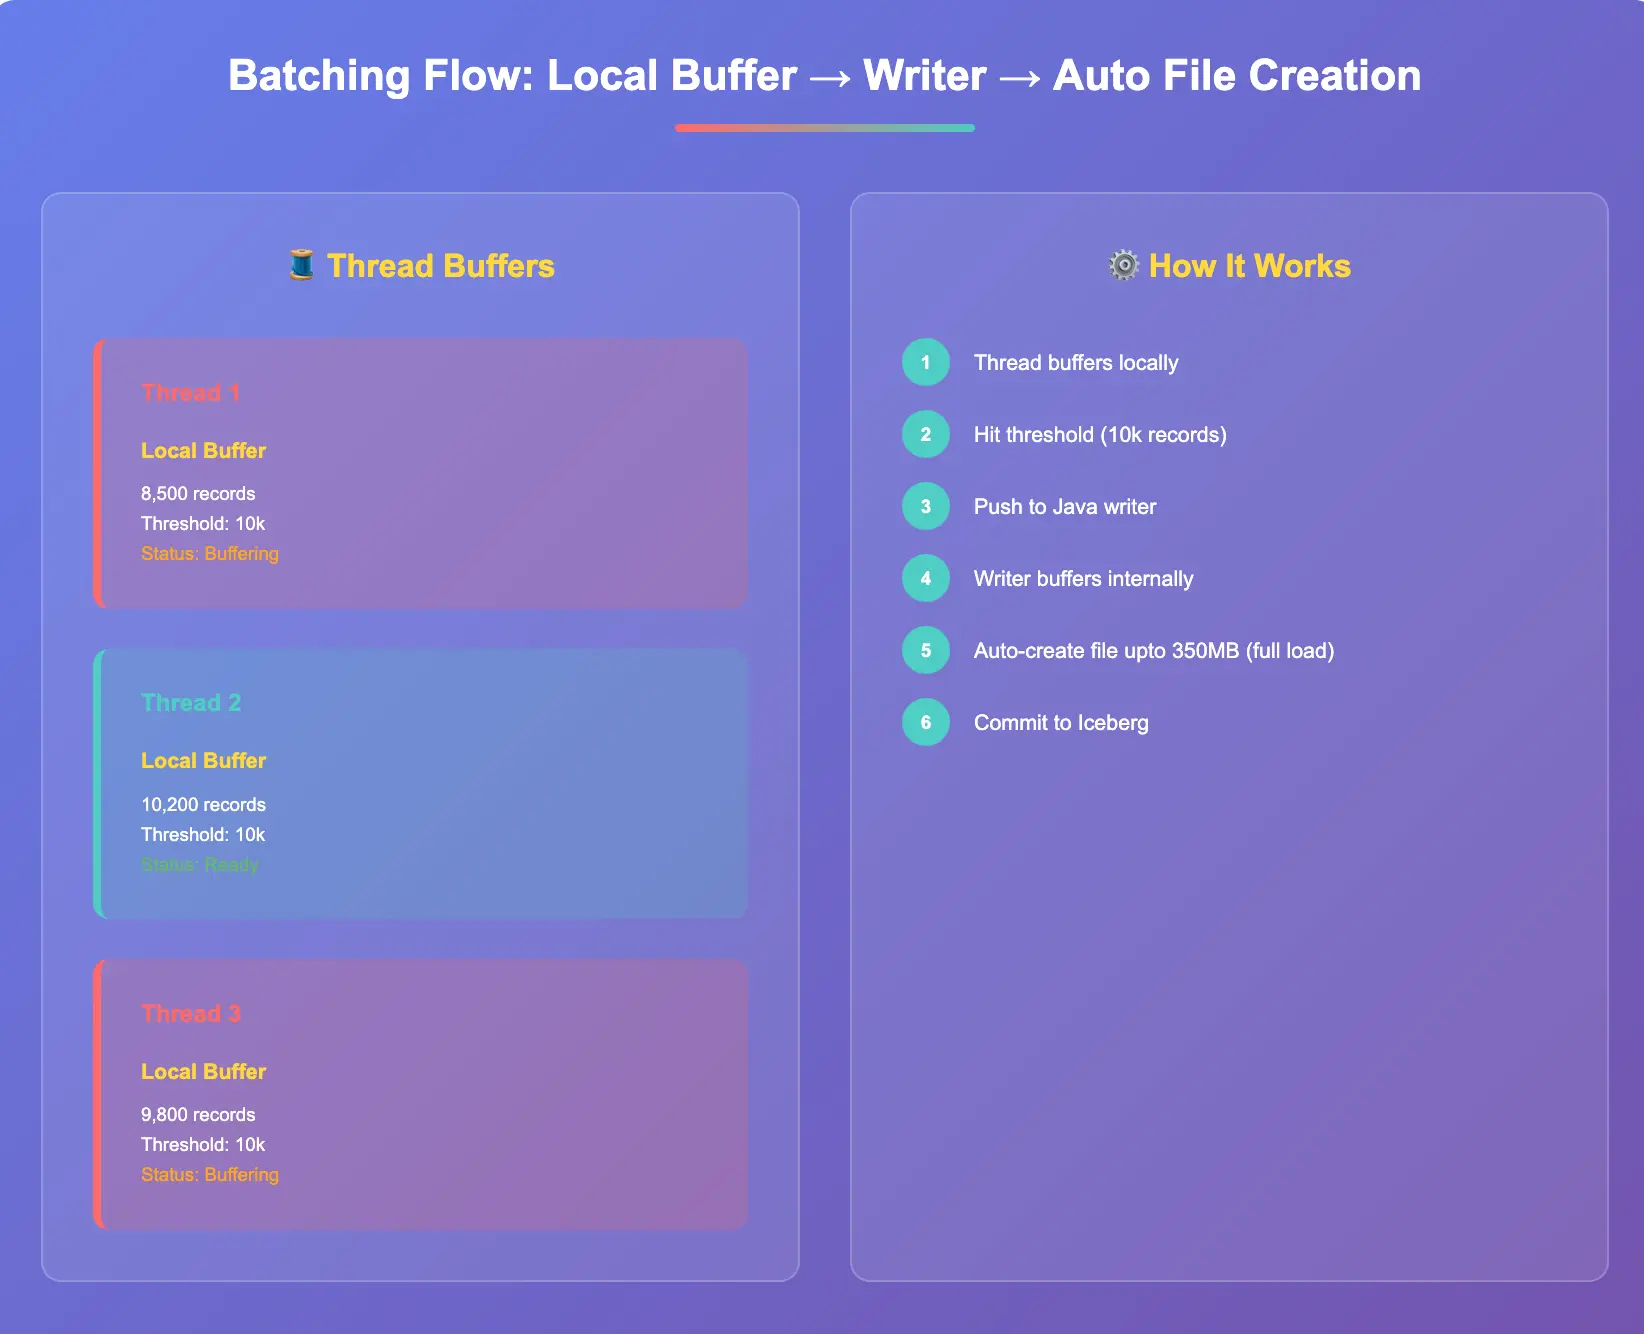 Batching Flow: Local Buffer → Writer → Auto File Creation
Thread Buffers
Thread 1
Local Buffer
8,500 records
Threshold: 10k
Status: Buffering
Thread 2
Local Buffer
10,200 records
Threshold: 10k
Status: Ready
Thread 3
Local Buffer
9,800 records
Threshold: 10k
Status: Buffering
How It Works
1 Thread buffers locally
2 Hit threshold (10k records)
3 Push to Java writer
4 Writer buffers internally
5 Auto-create file upto 350MB (full load)
6 Commit to Iceberg